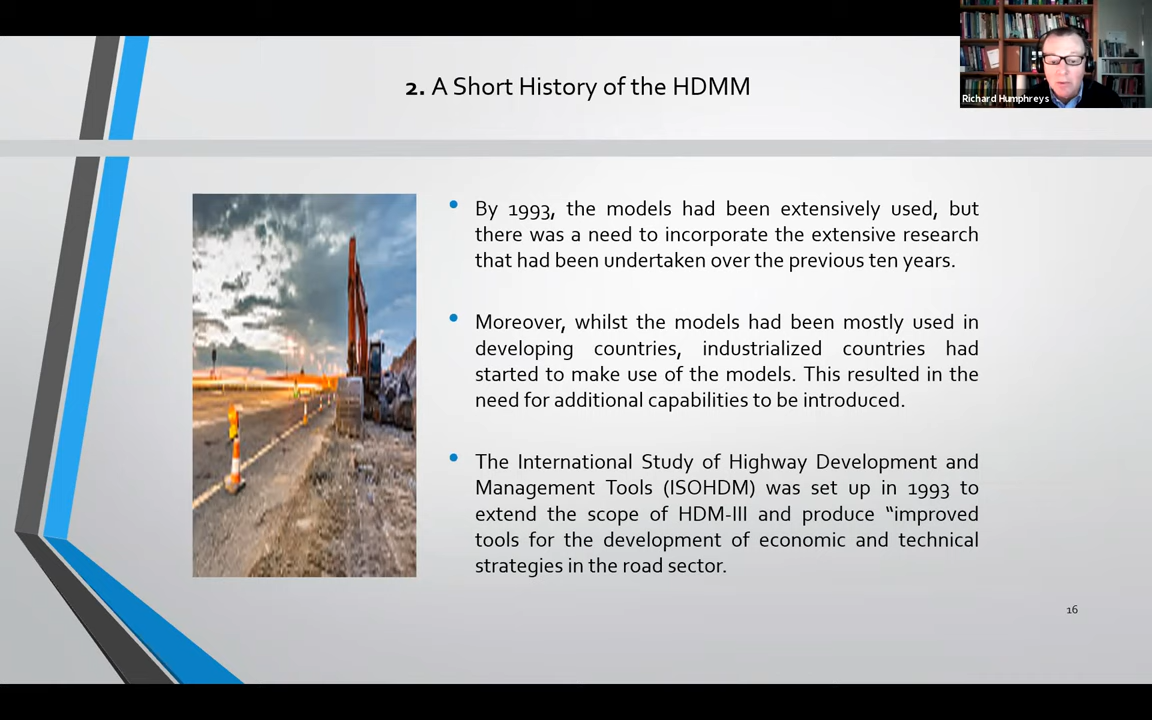 2. A Short History of the HDMM
Richard Humphreys
• By 1993, the models had been extensively used, but
there was a need to incorporate the extensive research
that had been undertaken over the previous ten years.
• Moreover, whilst the models had been mostly used in
developing countries, industrialized countries had
started to make use of the models. This resulted in the
need for additional capabilities to be introduced.
• The International Study of Highway Development and
Management Tools (ISOHDM) was set up in 1993 to
extend the scope of HDM-III and produce “improved
tools for the development of economic and technical
strategies in the road sector.
16